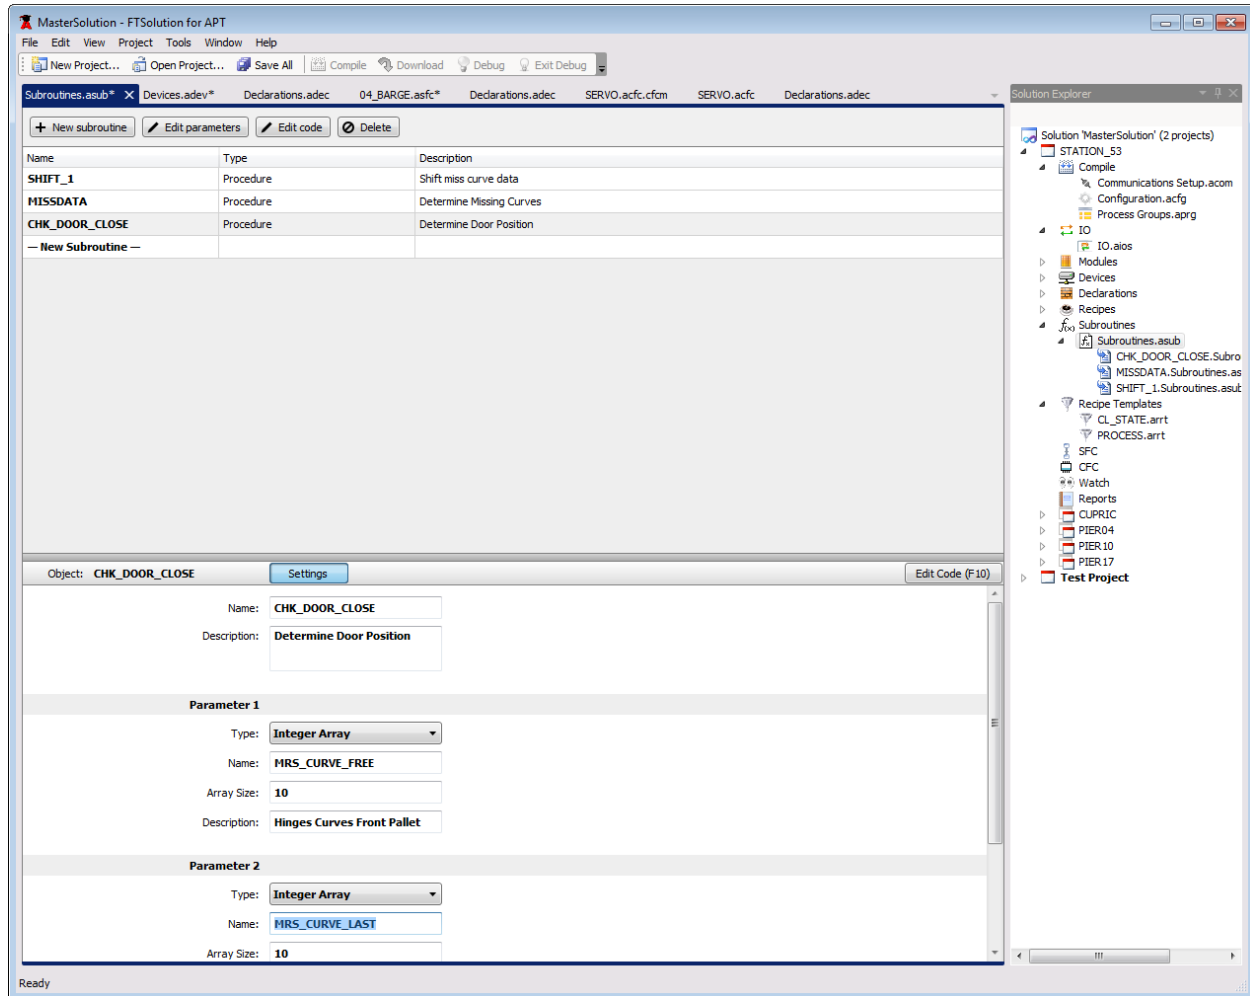 MasterSolution - FTSolution for APT
File Edit View Project Tools Window Help
New Project... Open Project... Save All Compile Download Debug Exit Debug
Subroutines.asub* Devices.adev* Declarations.adec 04_BARGE.asfc* Declarations.adec SERVO.acfc.cfcm SERVO.acfc Declarations.adec
New subroutine Edit parameters Edit code Delete
Name Type Description
SHIFT_1 Procedure Shift miss curve data
MISSDATA Procedure Determine Missing Curves
CHK_DOOR_CLOSE Procedure Determine Door Position
— New Subroutine —
Object: CHK_DOOR_CLOSE Settings Edit Code (F10)
Name: CHK_DOOR_CLOSE
Description: Determine Door Position
Parameter 1
Type: Integer Array
Name: MRS_CURVE_FREE
Array Size: 10
Description: Hinges Curves Front Pallet
Parameter 2
Type: Integer Array
Name: MRS_CURVE_LAST
Array Size: 10
Ready
Solution Explorer
Solution 'MasterSolution' (2 projects)
STATION_53
Compile
Communications Setup.acom
Configuration.acfg
Process Groups.aprg
IO
IO.aios
Modules
Devices
Declarations
Recipes
f(x) Subroutines
Subroutines.asub
CHK_DOOR_CLOSE.Subro
MISSDATA.Subroutines.as
SHIFT_1.Subroutines.asub
Recipe Templates
CL_STATE.arrt
PROCESS.arrt
SFC
CFC
Watch
Reports
CUPRIC
PIER04
PIER10
PIER17
Test Project